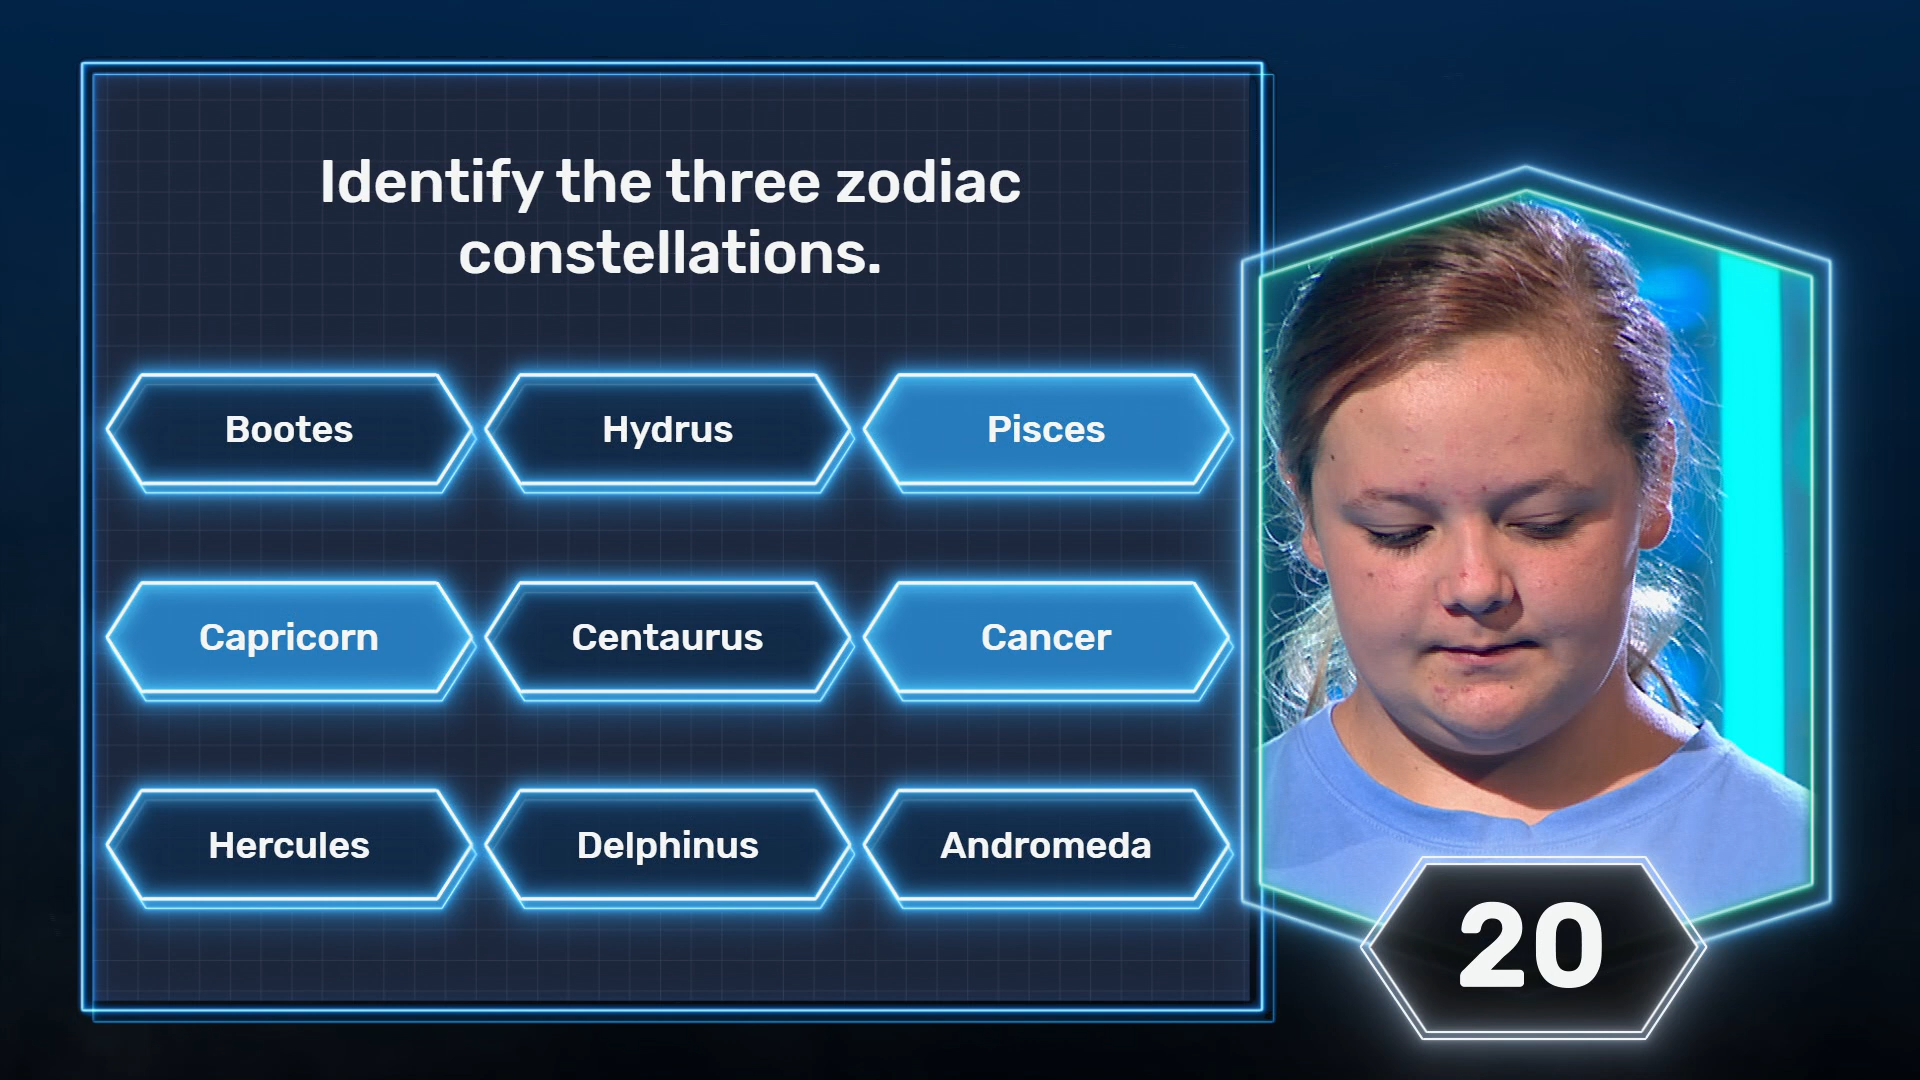 Identify the three zodiac
constellations.
Bootes
Hydrus
Pisces
Capricorn
Centaurus
Cancer
Hercules
Delphinus
Andromeda
20